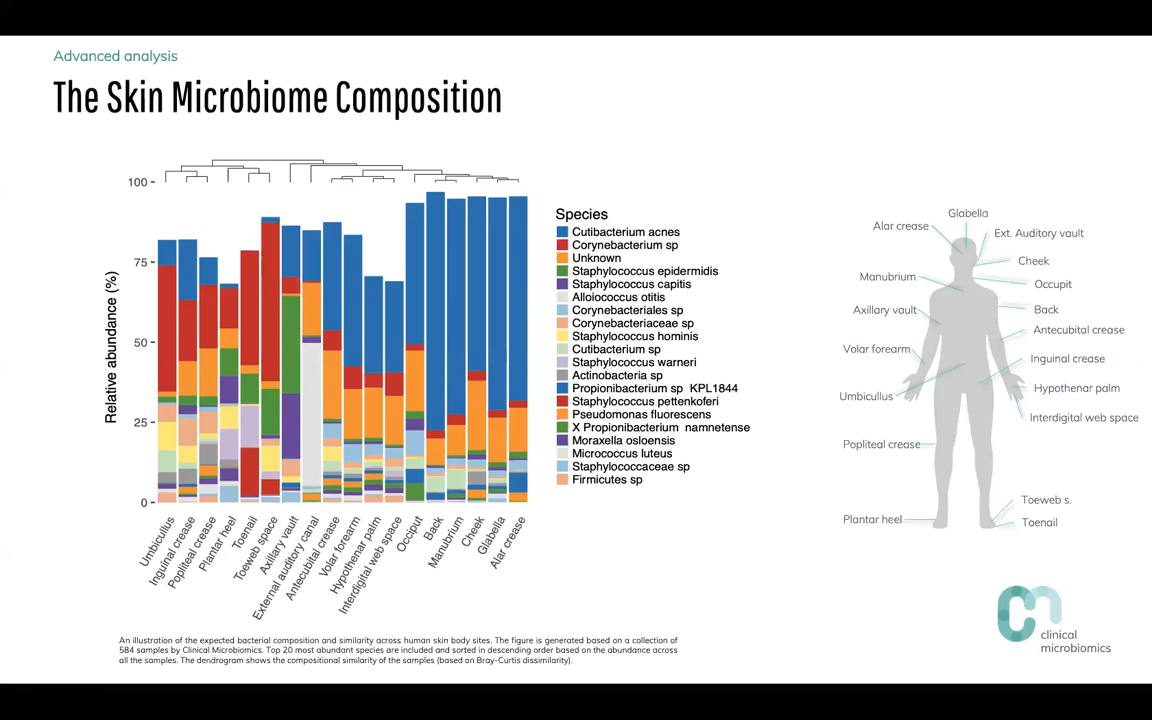 Advanced analysis
The Skin Microbiome Composition
100
75
50
25
0
Relative abundance (%)
Umbicullus
Inguinal crease
Popliteal crease
Plantar heel
Toenail
Toeweb space
Axillary vault
External auditory canal
Antecubital crease
Volar forearm
Hypothenar palm
Interdigital web space
Occiput
Back
Manubrium
Cheek
Glabella
Alar crease
Species
Cutibacterium acnes
Corynebacterium sp
Unknown
Staphylococcus epidermidis
Staphylococcus capitis
Alloiococcus otitis
Corynebacteriales sp
Corynebacteriaceae sp
Staphylococcus hominis
Cutibacterium sp
Staphylococcus warneri
Actinobacteria sp
Propionibacterium sp KPL1844
Staphylococcus pettenkoferi
Pseudomonas fluorescens
X Propionibacterium namnetense
Moraxella osloensis
Micrococcus luteus
Staphylococcaceae sp
Firmicutes sp
Glabella
Alar crease
Ext. Auditory vault
Cheek
Manubrium
Occupit
Axillary vault
Back
Antecubital crease
Volar forearm
Inguinal crease
Hypothenar palm
Umbicullus
Interdigital web space
Popliteal crease
Toeweb s.
Plantar heel
Toenail
An illustration of the expected bacterial composition and similarity across human skin body sites. The figure is generated based on a collection of
584 samples by Clinical Microbiomics. Top 20 most abundant species are included and sorted in descending order based on the abundance across
all the samples. The dendrogram shows the compositional similarity of the samples (based on Bray-Curtis dissimilarity).
clinical
microbiomics